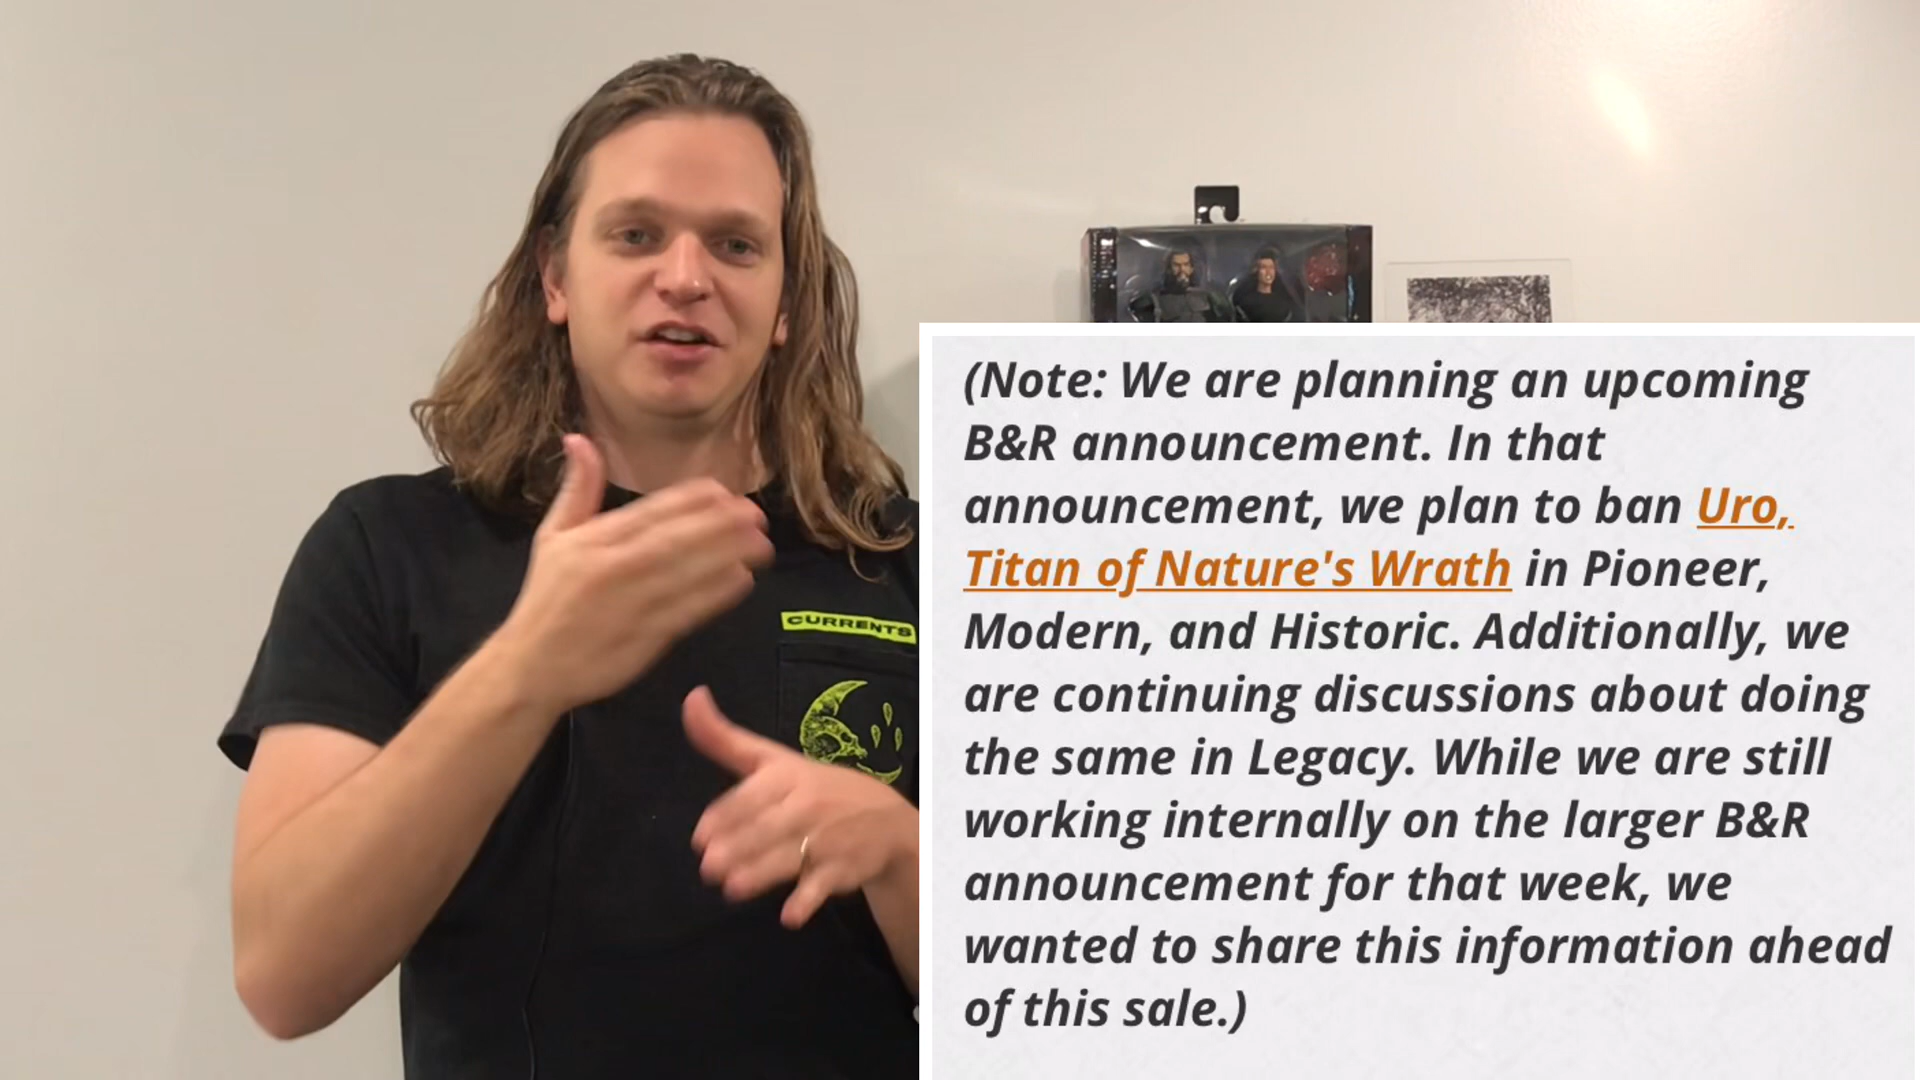 CURRENTS
(Note: We are planning an upcoming
B&R announcement. In that
announcement, we plan to ban Uro,
Titan of Nature's Wrath in Pioneer,
Modern, and Historic. Additionally, we
are continuing discussions about doing
the same in Legacy. While we are still
working internally on the larger B&R
announcement for that week, we
wanted to share this information ahead
of this sale.)